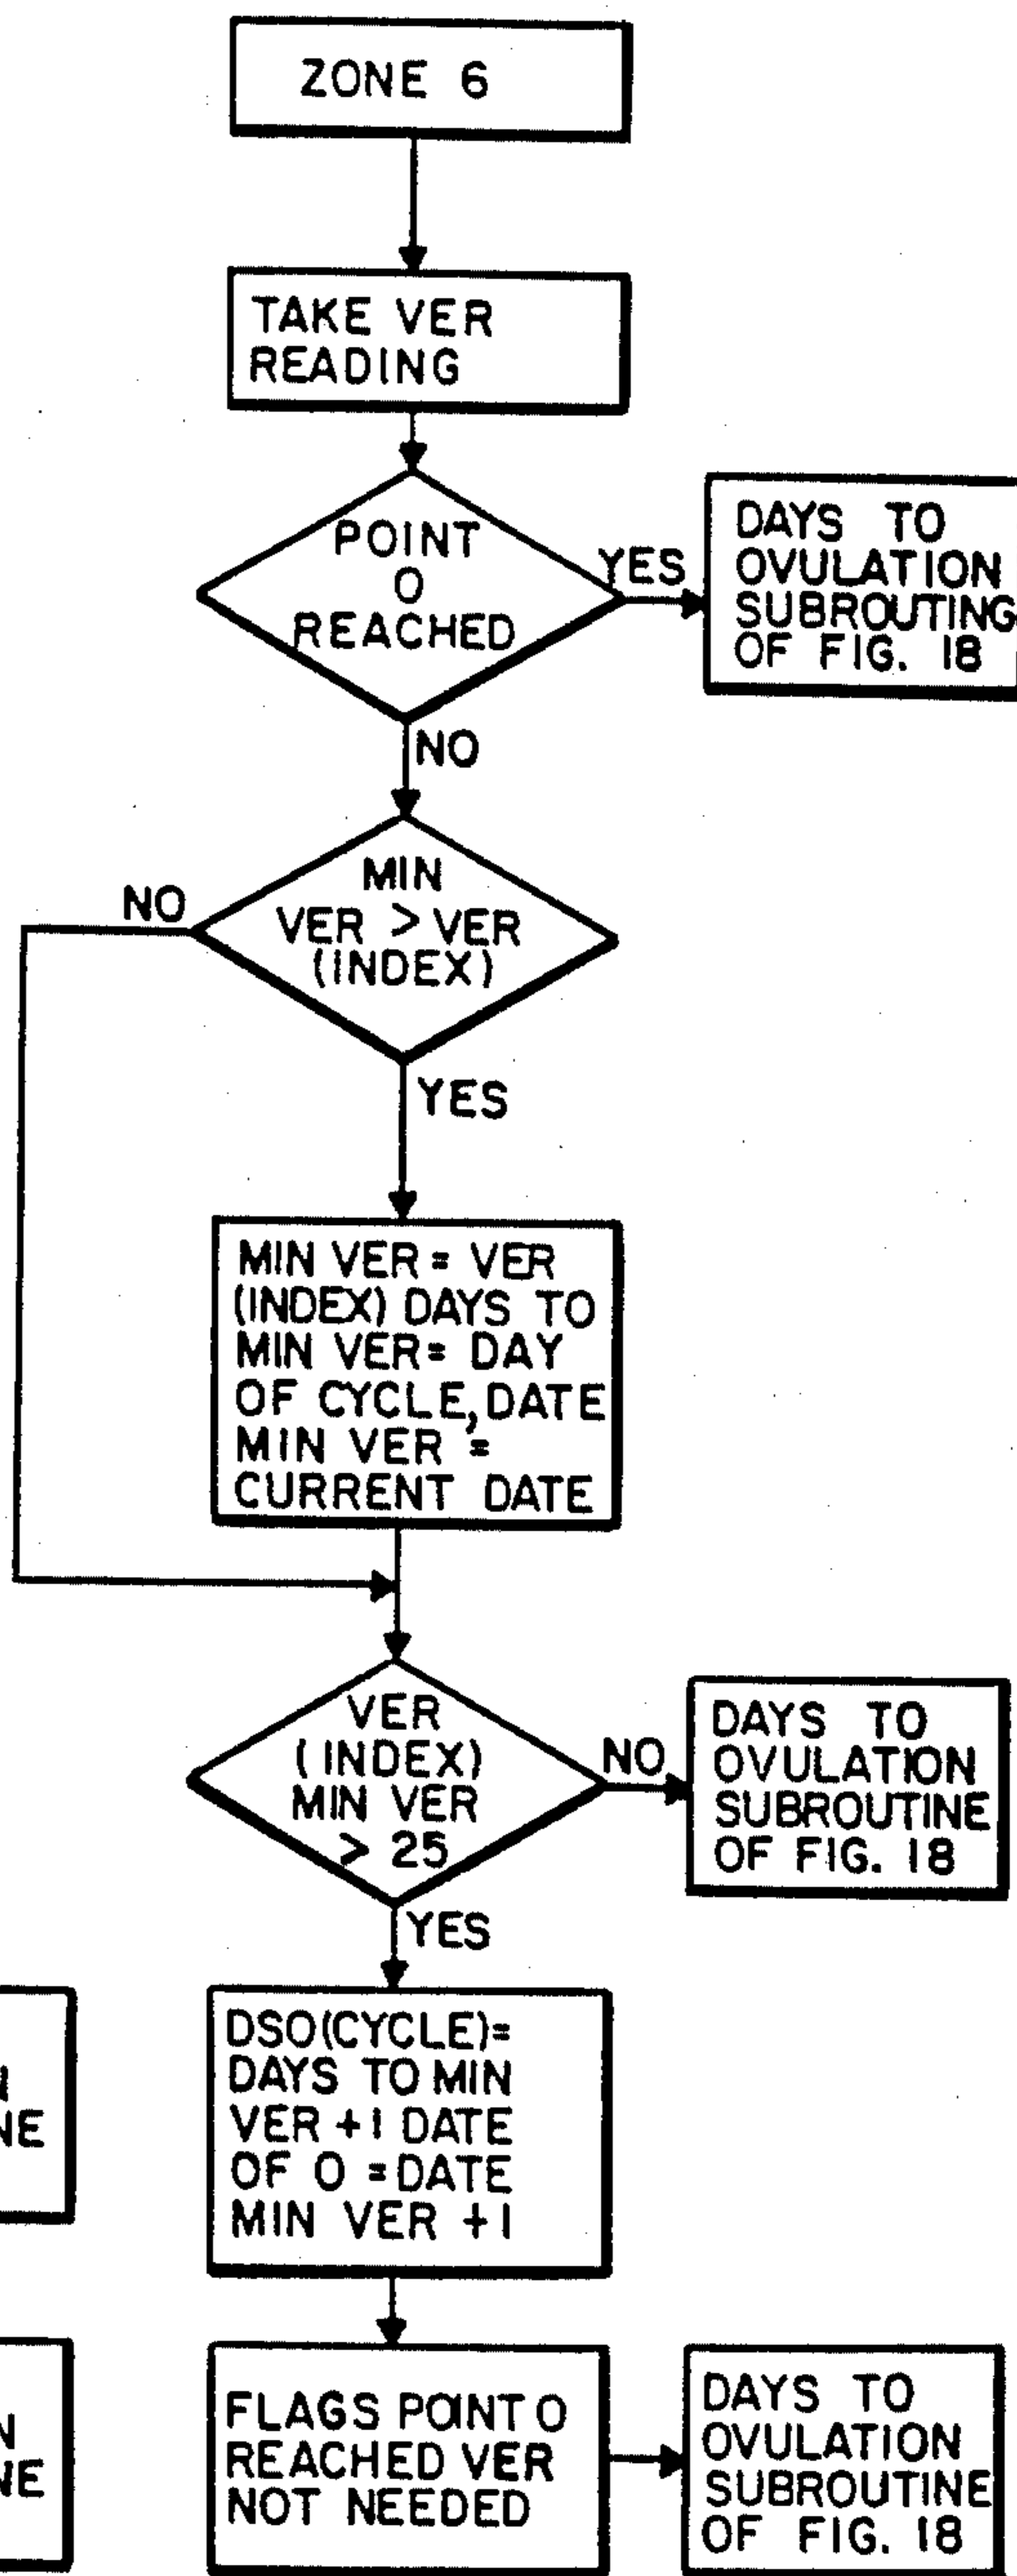 ZONE 6
TAKE VER
READING
POINT
O
REACHED
YES
DAYS TO
OVULATION
SUBROUTING
OF FIG. 18
NO
MIN
VER > VER
(INDEX)
NO
YES
MIN VER = VER
(INDEX) DAYS TO
MIN VER = DAY
OF CYCLE, DATE
MIN VER =
CURRENT DATE
VER
(INDEX)
MIN VER
> 25
NO
DAYS TO
OVULATION
SUBROUTINE
OF FIG. 18
YES
DSO(CYCLE)=
DAYS TO MIN
VER +1 DATE
OF O = DATE
MIN VER +1
NE
FLAGS POINT O
REACHED VER
NOT NEEDED
DAYS TO
OVULATION
SUBROUTINE
OF FIG. 18
N
NE